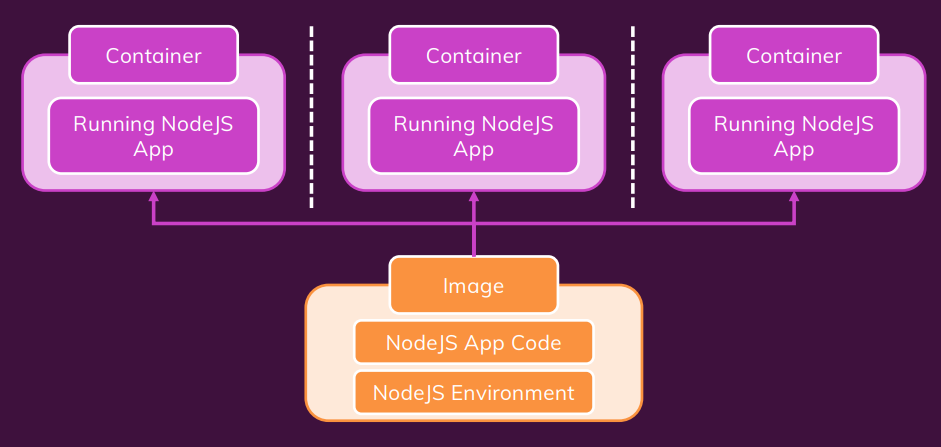 Container
Running NodeJS
App
Container
Running NodeJS
App
Container
Running NodeJS
App
Image
NodeJS App Code
NodeJS Environment